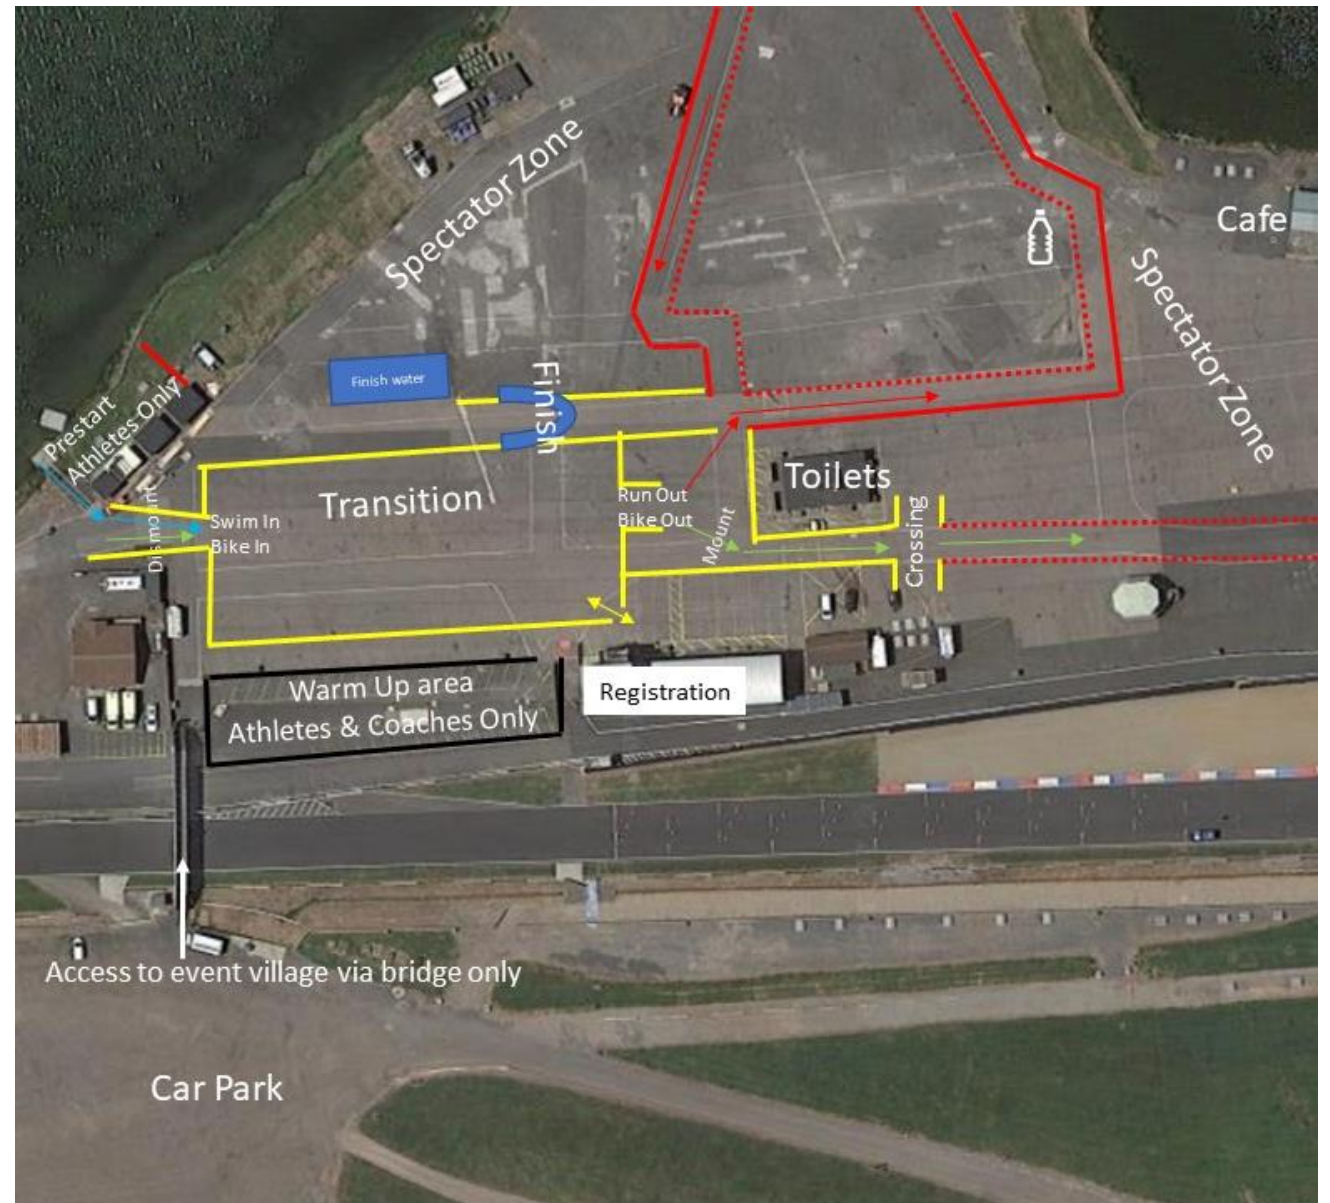 Spectator Zone
Cafe
Spectator Zone
Finish water
Finish
Prestart
Athletes Only
Transition
Toilets
Run Out
Bike Out
Mount
Crossing
Dismount
Swim In
Bike In
Warm Up area
Athletes & Coaches Only
Registration
Access to event village via bridge only
Car Park